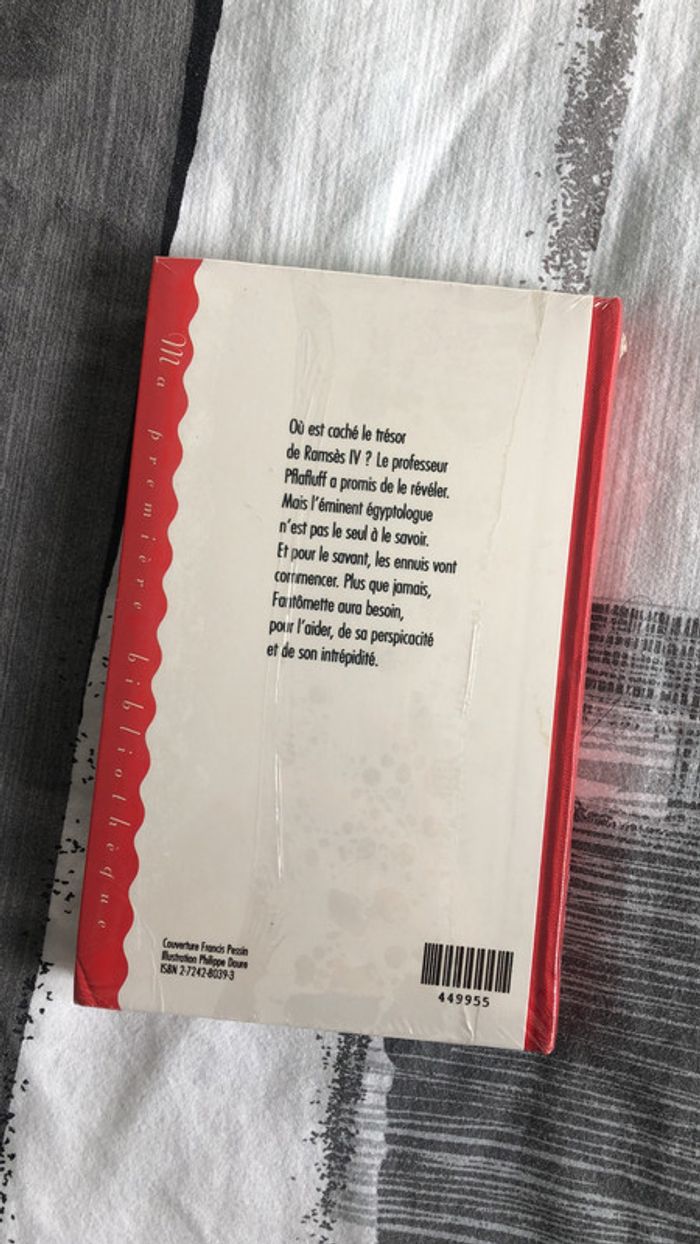 Ma première bibliothèque
Où est caché le trésor
de Ramsès IV ? Le professeur
Pflafluff a promis de le révéler.
Mais l'éminent égyptologue
n'est pas le seul à le savoir.
Et pour le savant, les ennuis vont
commencer. Plus que jamais,
Fantômette aura besoin,
pour l'aider, de sa perspicacité
et de son intrépidité.
Couverture Francis Pessin
Illustration Philippe Daure
ISBN 2-7242-8039-3
449955